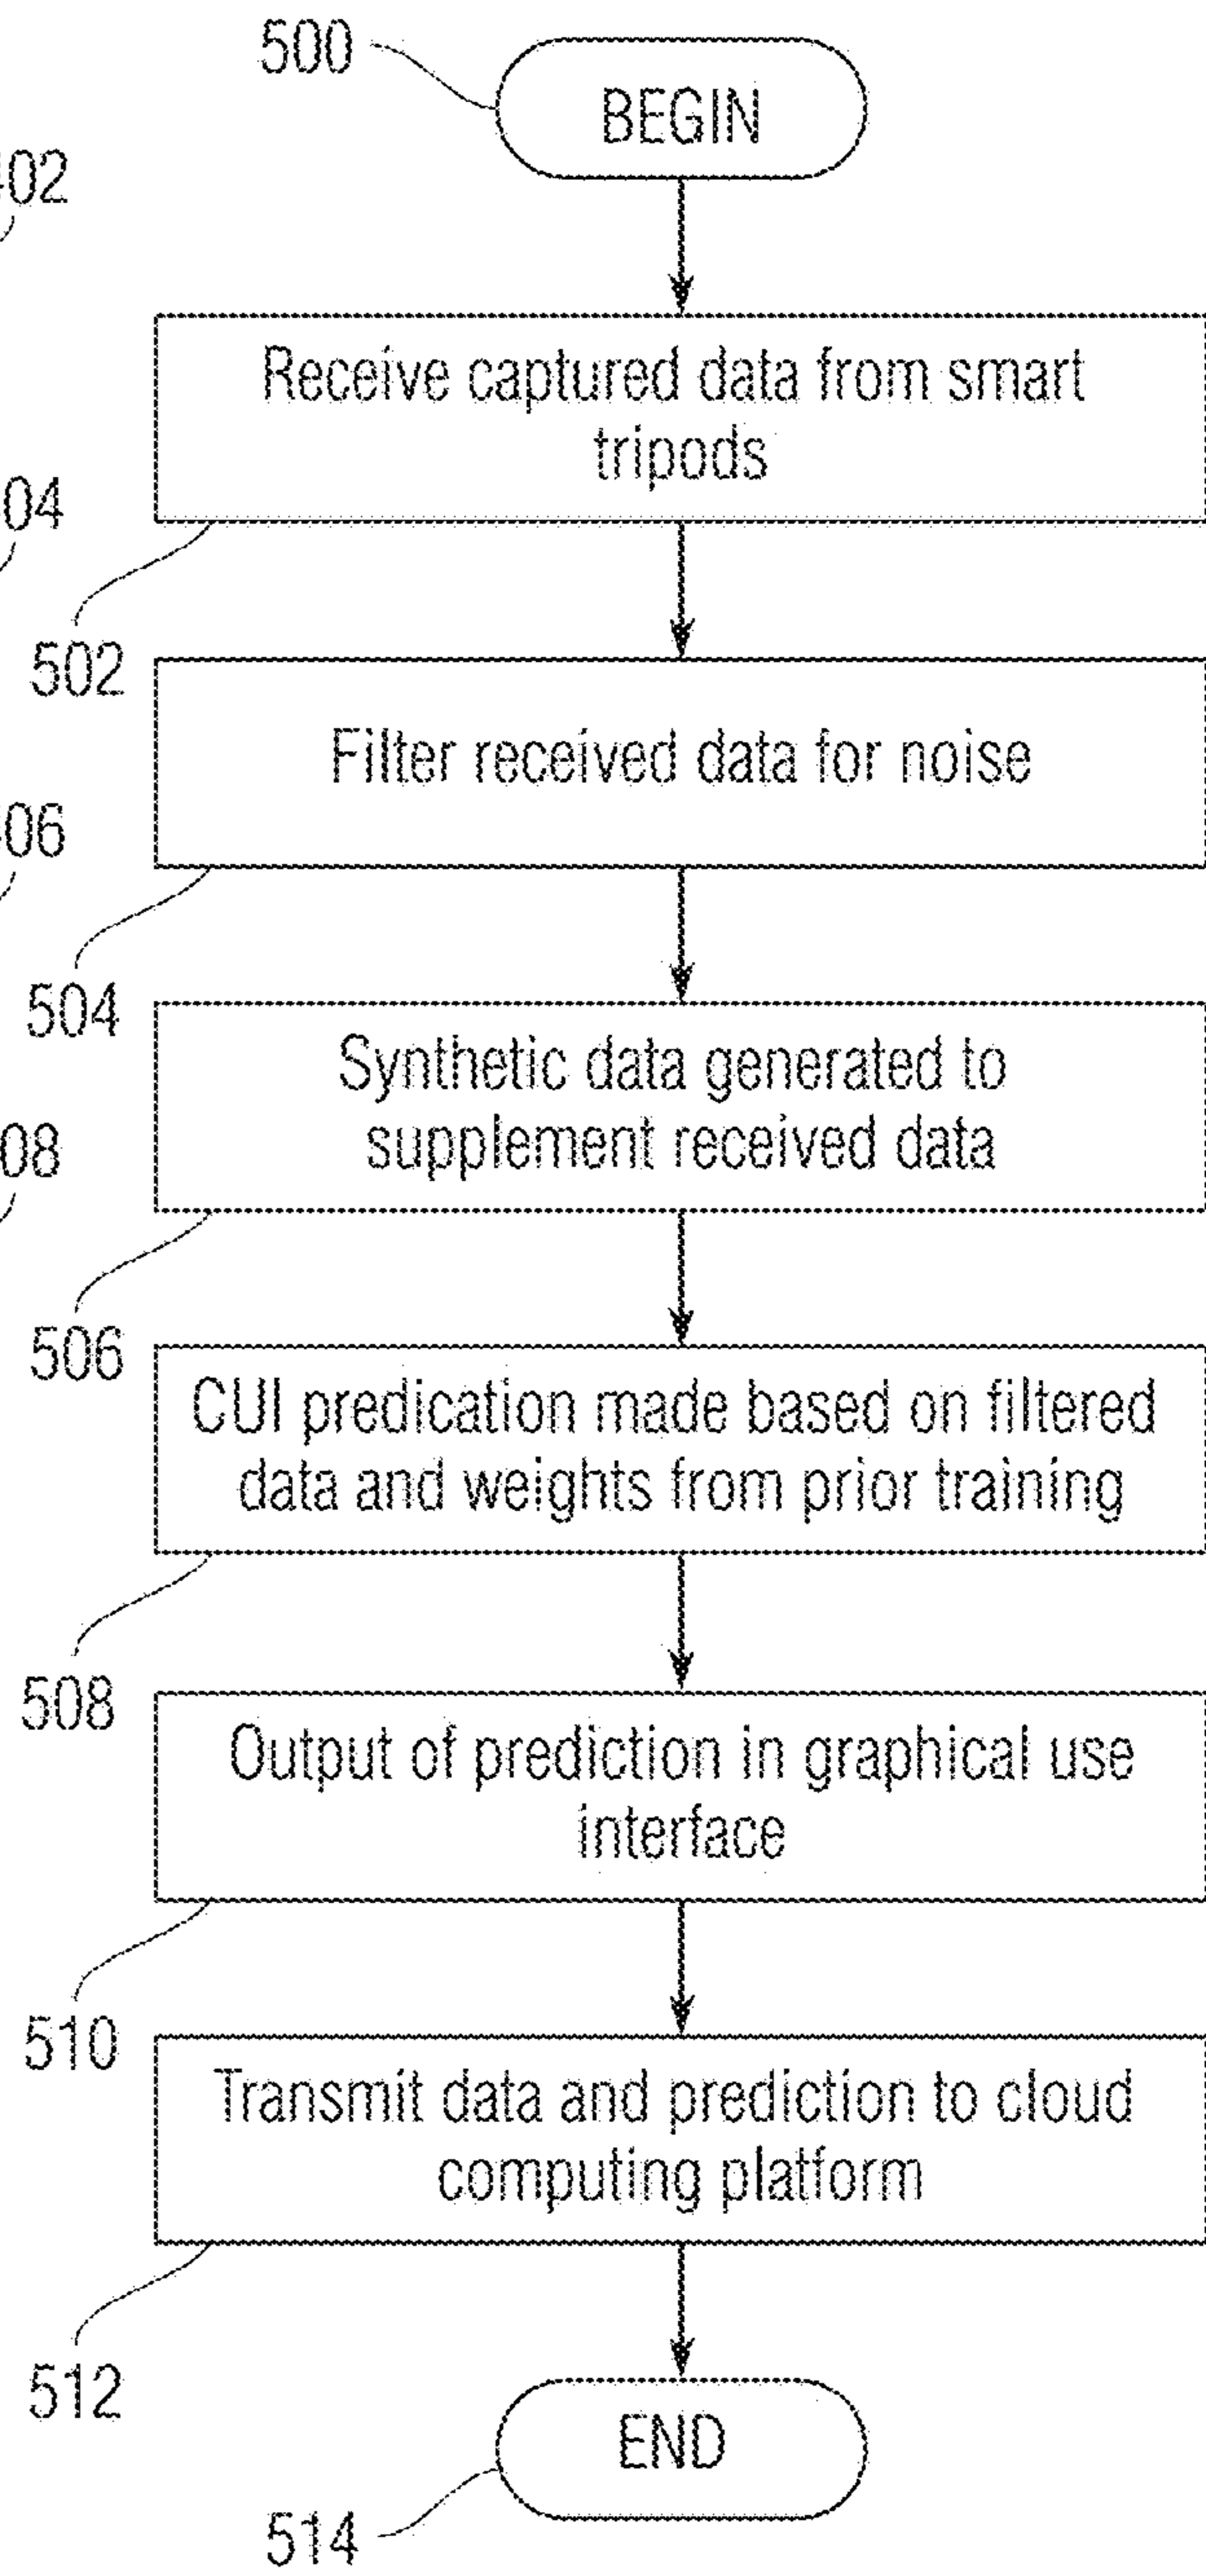 500
BEGIN
02
Receive captured data from smart
tripods
04
502
Filter received data for noise
06
504
Synthetic data generated to
supplement received data
08
506
CUI predication made based on filtered
data and weights from prior training
508
Output of prediction in graphical use
interface
510
Transmit data and prediction to cloud
computing platform
512
END
514